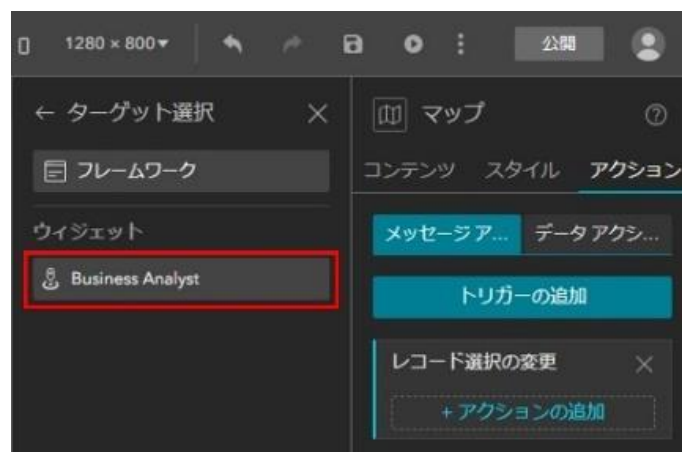 1280 × 800
公開
ターゲット選択
フレームワーク
ウィジェット
Business Analyst
マップ
コンテンツ スタイル アクション
メッセージ ア... データ アクシ...
トリガーの追加
レコード選択の変更
+ アクションの追加